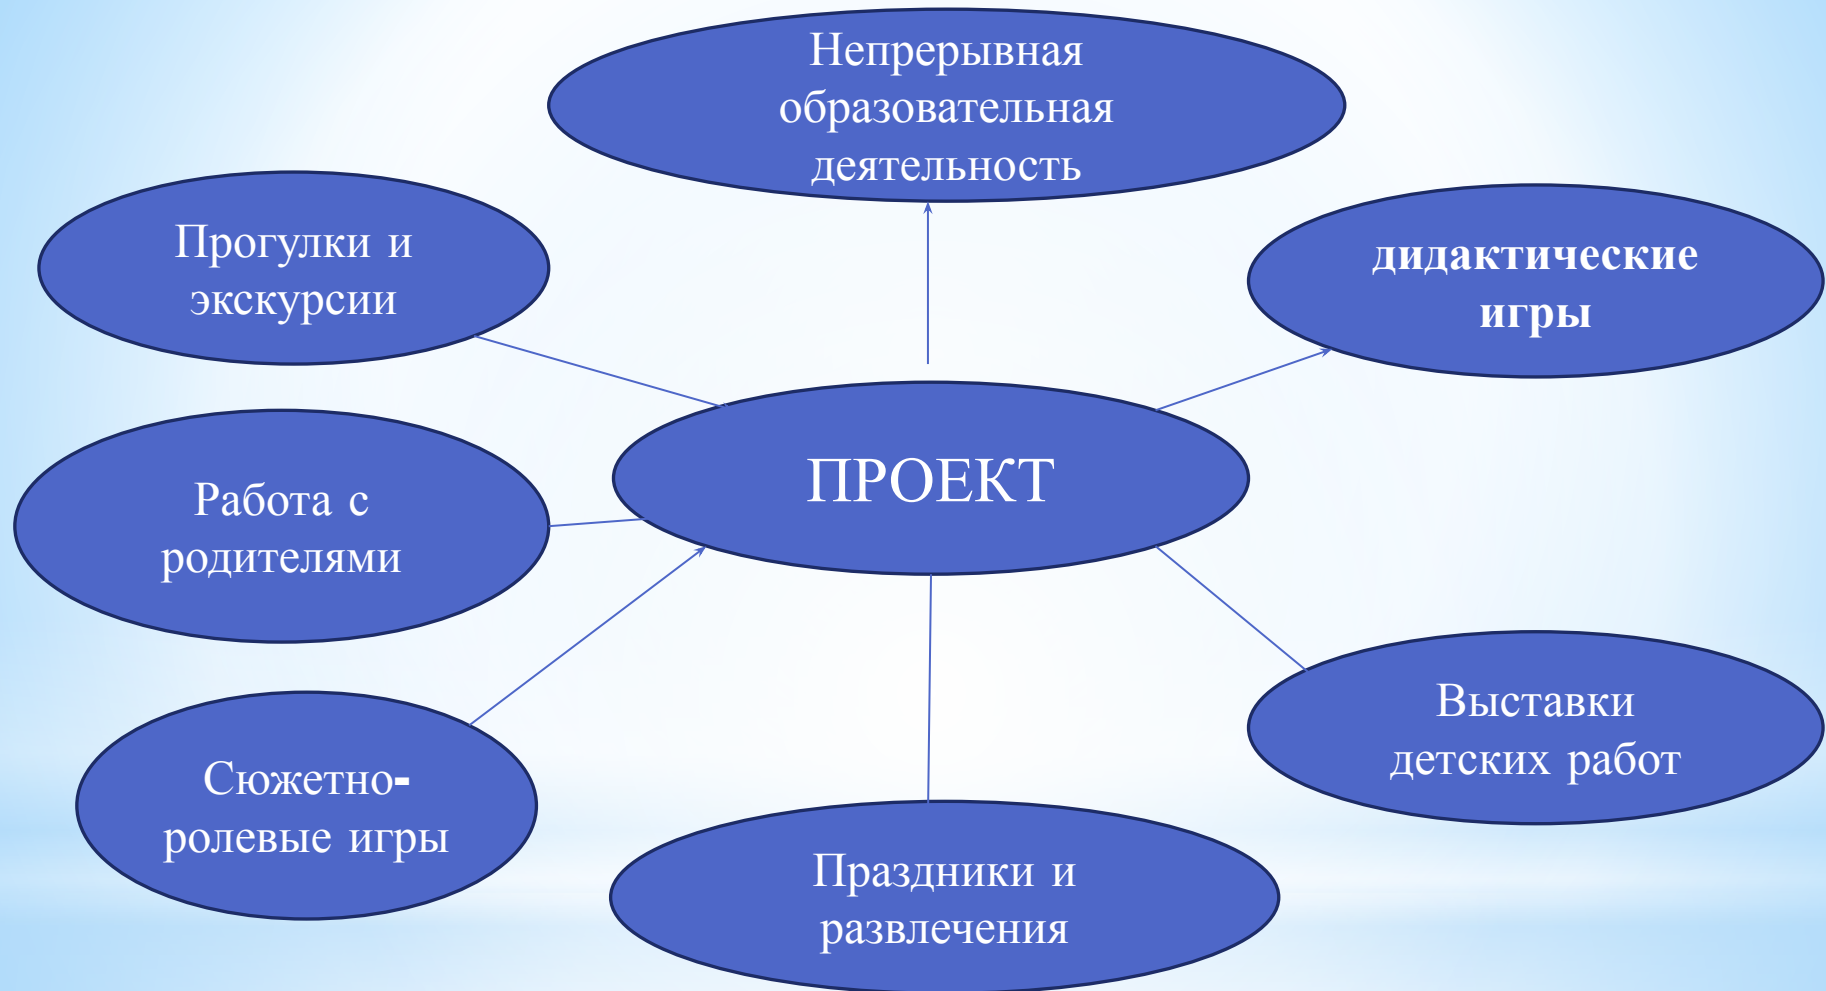 Непрерывная
образовательная
деятельность
Прогулки и
экскурсии
дидактические
игры
ПРОЕКТ
Работа с
родителями
Выставки
детских работ
Сюжетно-
ролевые игры
Праздники и
развлечения